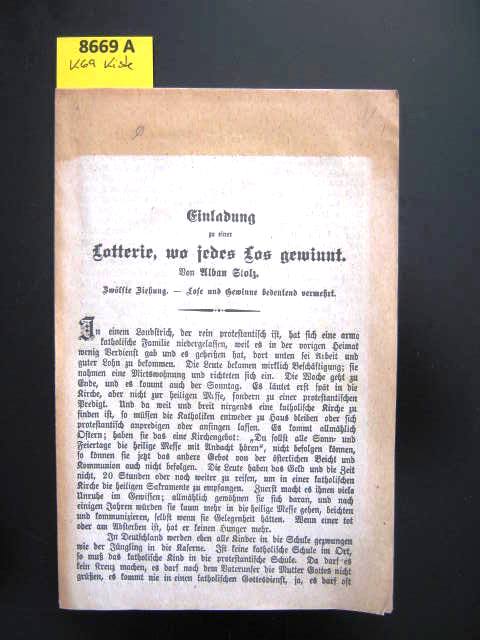 8669 A
K69 Kiste
Einladung
zu einer
Lotterie, wo jedes Los gewinnt.
Von Alban Stolz.
Zwölfte Ziehung. — Lose und Gewinne bedeutend vermehrt.
In einem Landstrich, der rein protestantisch ist, hat sich eine arme
katholische Familie niedergelassen, weil es in der vorigen Heimat
wenig Verdienst gab und es geheißen hat, dort unten sei Arbeit und
guter Lohn zu bekommen. Die Leute bekamen wirklich Beschäftigung; sie
nahmen eine Mietswohnung und richteten sich ein. Die Woche geht zu
Ende, und es kommt auch der Sonntag. Es läutet erst spät in die
Kirche, aber nicht zur heiligen Messe, sondern zu einer protestantischen
Predigt. Und da weit und breit nirgends eine katholische Kirche zu
finden ist, so müssen die Katholiken entweder zu Haus bleiben oder sich
protestantisch anpredigen oder ansingen lassen. Es kommt allmählich
Ostern; haben sie das eine Kirchengebot: „Du sollst alle Sonn- und
Feiertage die heilige Messe mit Andacht hören“, nicht befolgen können,
so können sie jetzt das andere Gebot von der österlichen Beicht und
Kommunion auch nicht befolgen. Die Leute haben das Geld und die Zeit
nicht, 20 Stunden oder noch weiter zu reisen, um in einer katholischen
Kirche die heiligen Sakramente zu empfangen. Zuerst macht es ihnen viele
Unruhe im Gewissen; allmählich gewöhnen sie sich daran, und nach
einigen Jahren würden sie kaum mehr in die heilige Messe gehen, beichten
und kommunizieren, selbst wenn sie Gelegenheit hätten. Wenn einer tot
oder am Absterben ist, hat er keinen Hunger mehr.
In Deutschland werden eben alle Kinder in die Schule gezwungen
wie der Jüngling in die Kaserne. Ist keine katholische Schule im Ort,
so muß das katholische Kind in die protestantische Schule. Da darf es
kein Kreuz machen, es darf nach dem Vaterunser die Mutter Gottes nicht
grüßen, es kommt nie in einen katholischen Gottesdienst, ja, es darf oft